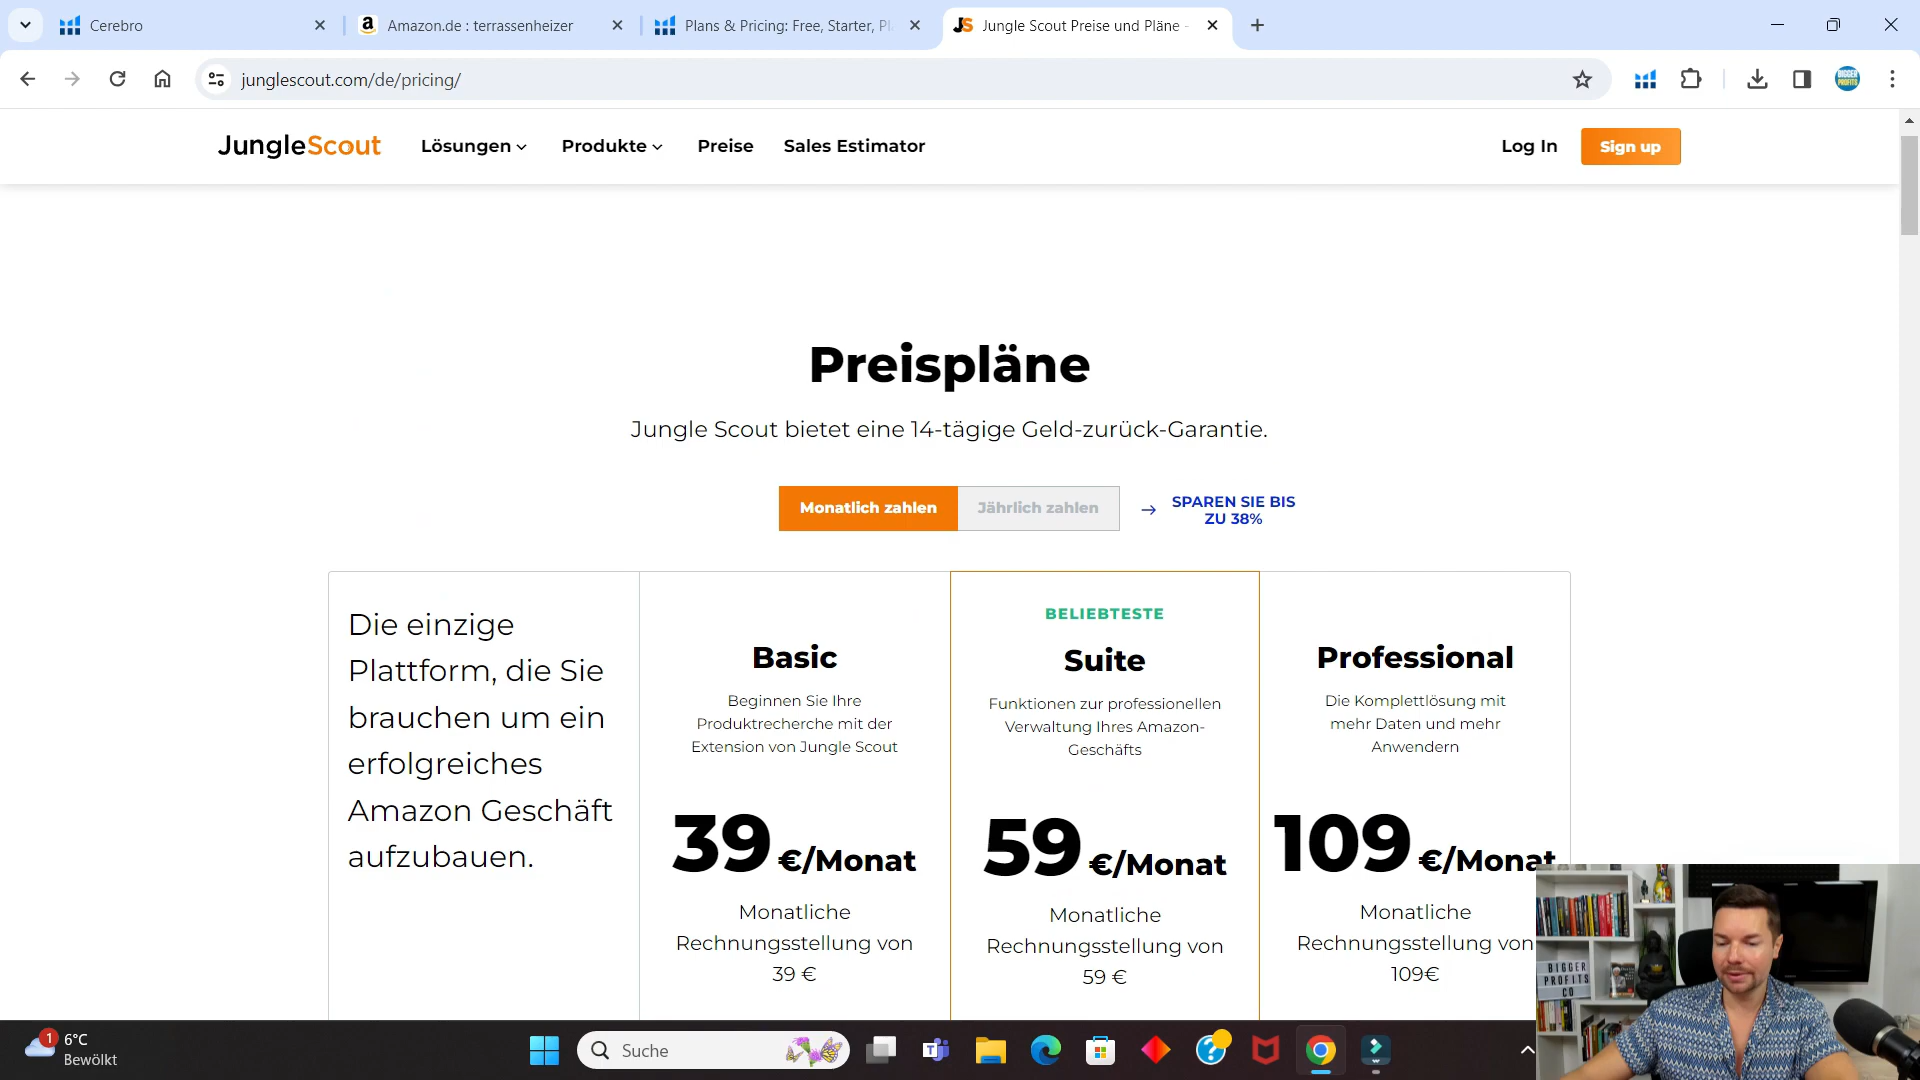 Cerebro
Amazon.de : terrassenheizer
Plans & Pricing: Free, Starter, Pl
Jungle Scout Preise und Pläne -
junglescout.com/de/pricing/
JungleScout
Lösungen
Produkte
Preise
Sales Estimator
Log In
Sign up
Preispläne
Jungle Scout bietet eine 14-tägige Geld-zurück-Garantie.
Monatlich zahlen
Jährlich zahlen
SPAREN SIE BIS
ZU 38%
Die einzige
Plattform, die Sie
brauchen um ein
erfolgreiches
Amazon Geschäft
aufzubauen.
Basic
Beginnen Sie Ihre
Produktrecherche mit der
Extension von Jungle Scout
39 €/Monat
Monatliche
Rechnungsstellung von
39 €
BELIEBTESTE
Suite
Funktionen zur professionellen
Verwaltung Ihres Amazon-
Geschäfts
59 €/Monat
Monatliche
Rechnungsstellung von
59 €
Professional
Die Komplettlösung mit
mehr Daten und mehr
Anwendern
109 €/Monat
Monatliche
Rechnungsstellung von
109€
BIGGER
PROFITS
CO
1
6°C
Bewölkt
Suche